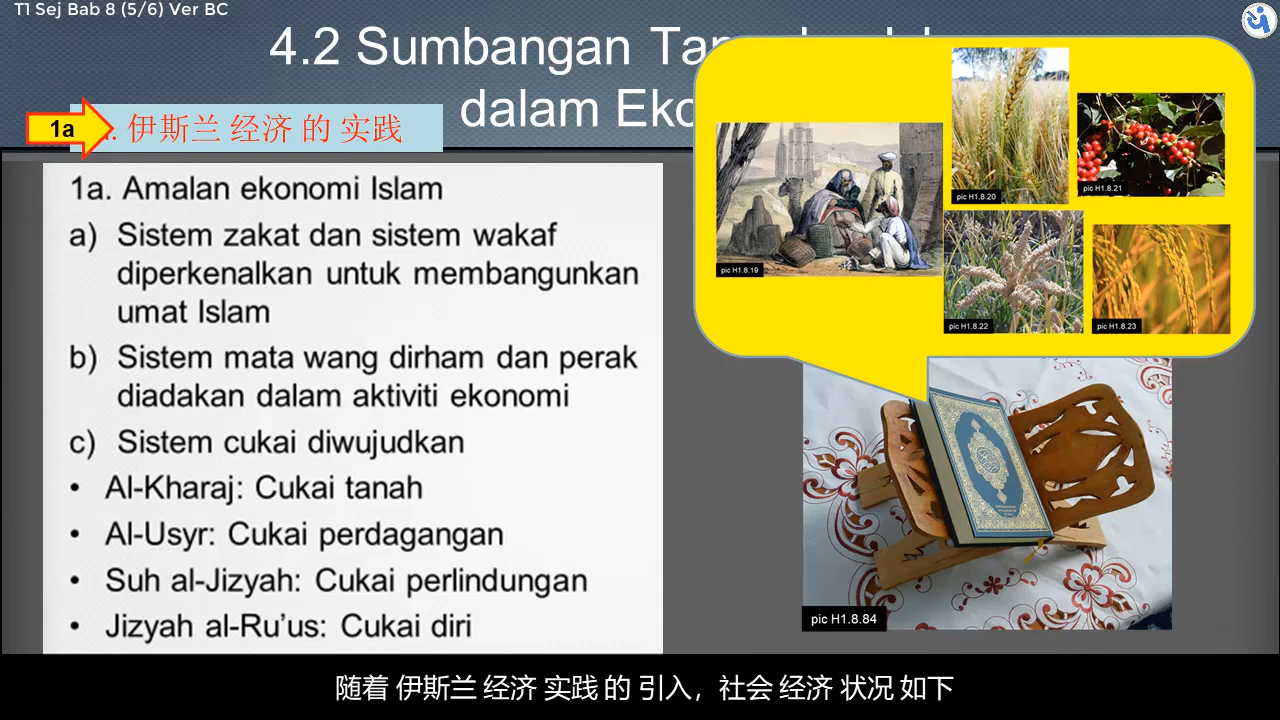 T1 Sej Bab 8 (5/6) Ver BC
4.2 Sumbangan
dalam
1a
伊斯兰 经济 的 实践
1a. Amalan ekonomi Islam
a) Sistem zakat dan sistem wakaf
diperkenalkan untuk membangunkan
umat Islam
b) Sistem mata wang dirham dan perak
diadakan dalam aktiviti ekonomi
c) Sistem cukai diwujudkan
• Al-Kharaj: Cukai tanah
• Al-Usyr: Cukai perdagangan
• Suh al-Jizyah: Cukai perlindungan
• Jizyah al-Ru'us: Cukai diri
pic H1.8.19
pic H1.8.20
pic H1.8.21
pic H1.8.22
pic H1.8.23
pic H1.8.84
随着 伊斯兰 经济 实践 的 引入，社会 经济 状况 如下